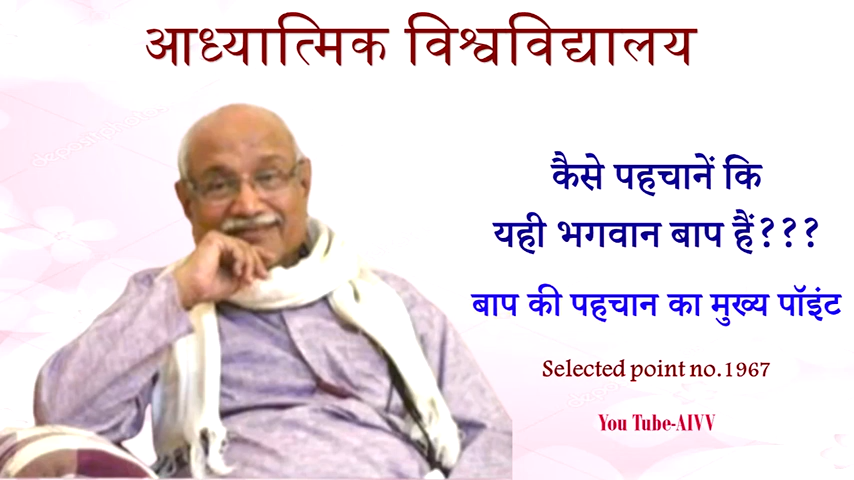 आध्यात्मिक विश्वविद्यालय
कैसे पहचानें कि
यही भगवान बाप हैं???
बाप की पहचान का मुख्य पॉइंट
Selected point no.1967
You Tube-AIVV